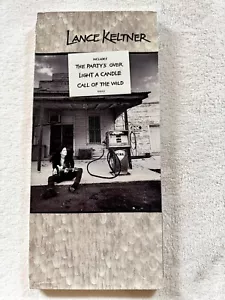 LANCE KELTNER
INCLUDES
THE PARTY'S OVER
LIGHT A CANDLE
CALL OF THE WILD